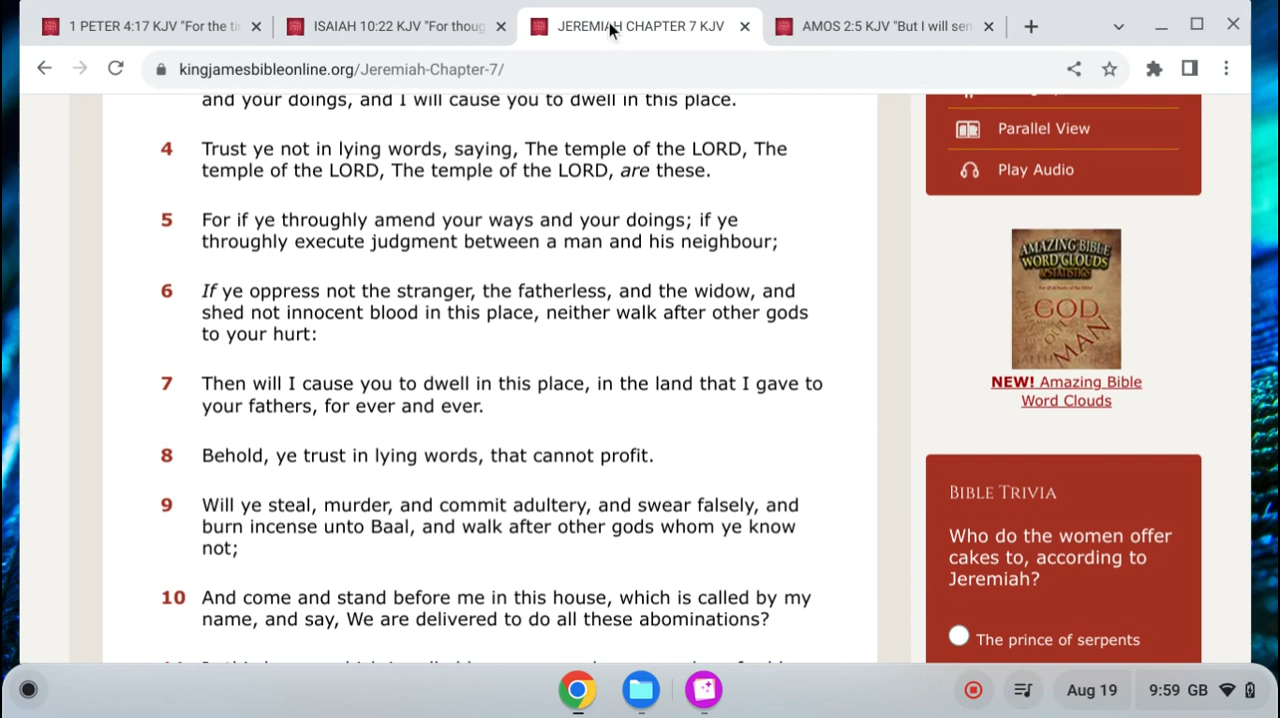 1 PETER 4:17 KJV "For the ti
ISAIAH 10:22 KJV "For thoug
JEREMIAH CHAPTER 7 KJV
AMOS 2:5 KJV "But I will sen
kingjamesbibleonline.org/Jeremiah-Chapter-7/
and your doings, and I will cause you to dwell in this place.
4 Trust ye not in lying words, saying, The temple of the LORD, The
temple of the LORD, The temple of the LORD, are these.
5 For if ye throughly amend your ways and your doings; if ye
throughly execute judgment between a man and his neighbour;
6 If ye oppress not the stranger, the fatherless, and the widow, and
shed not innocent blood in this place, neither walk after other gods
to your hurt:
7 Then will I cause you to dwell in this place, in the land that I gave to
your fathers, for ever and ever.
8 Behold, ye trust in lying words, that cannot profit.
9 Will ye steal, murder, and commit adultery, and swear falsely, and
burn incense unto Baal, and walk after other gods whom ye know
not;
10 And come and stand before me in this house, which is called by my
name, and say, We are delivered to do all these abominations?
Parallel View
Play Audio
AMAZING BIBLE
WORD CLOUDS
& STATISTICS
GOD
OUT
MAN
NEW! Amazing Bible
Word Clouds
BIBLE TRIVIA
Who do the women offer
cakes to, according to
Jeremiah?
The prince of serpents
Aug 19
9:59 GB